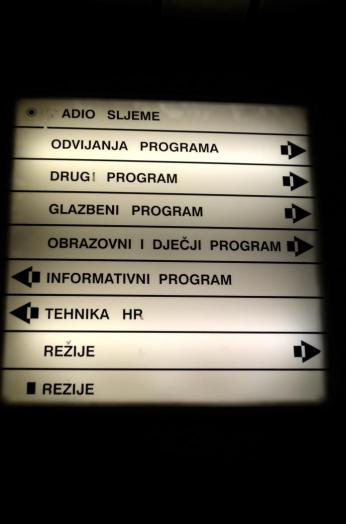 ADIO SLJEME
ODVIJANJA PROGRAMA
DRUGI PROGRAM
GLAZBENI PROGRAM
OBRAZOVNI I DJEČJI PROGRAM
INFORMATIVNI PROGRAM
TEHNIKA HR
REŽIJE
REZIJE